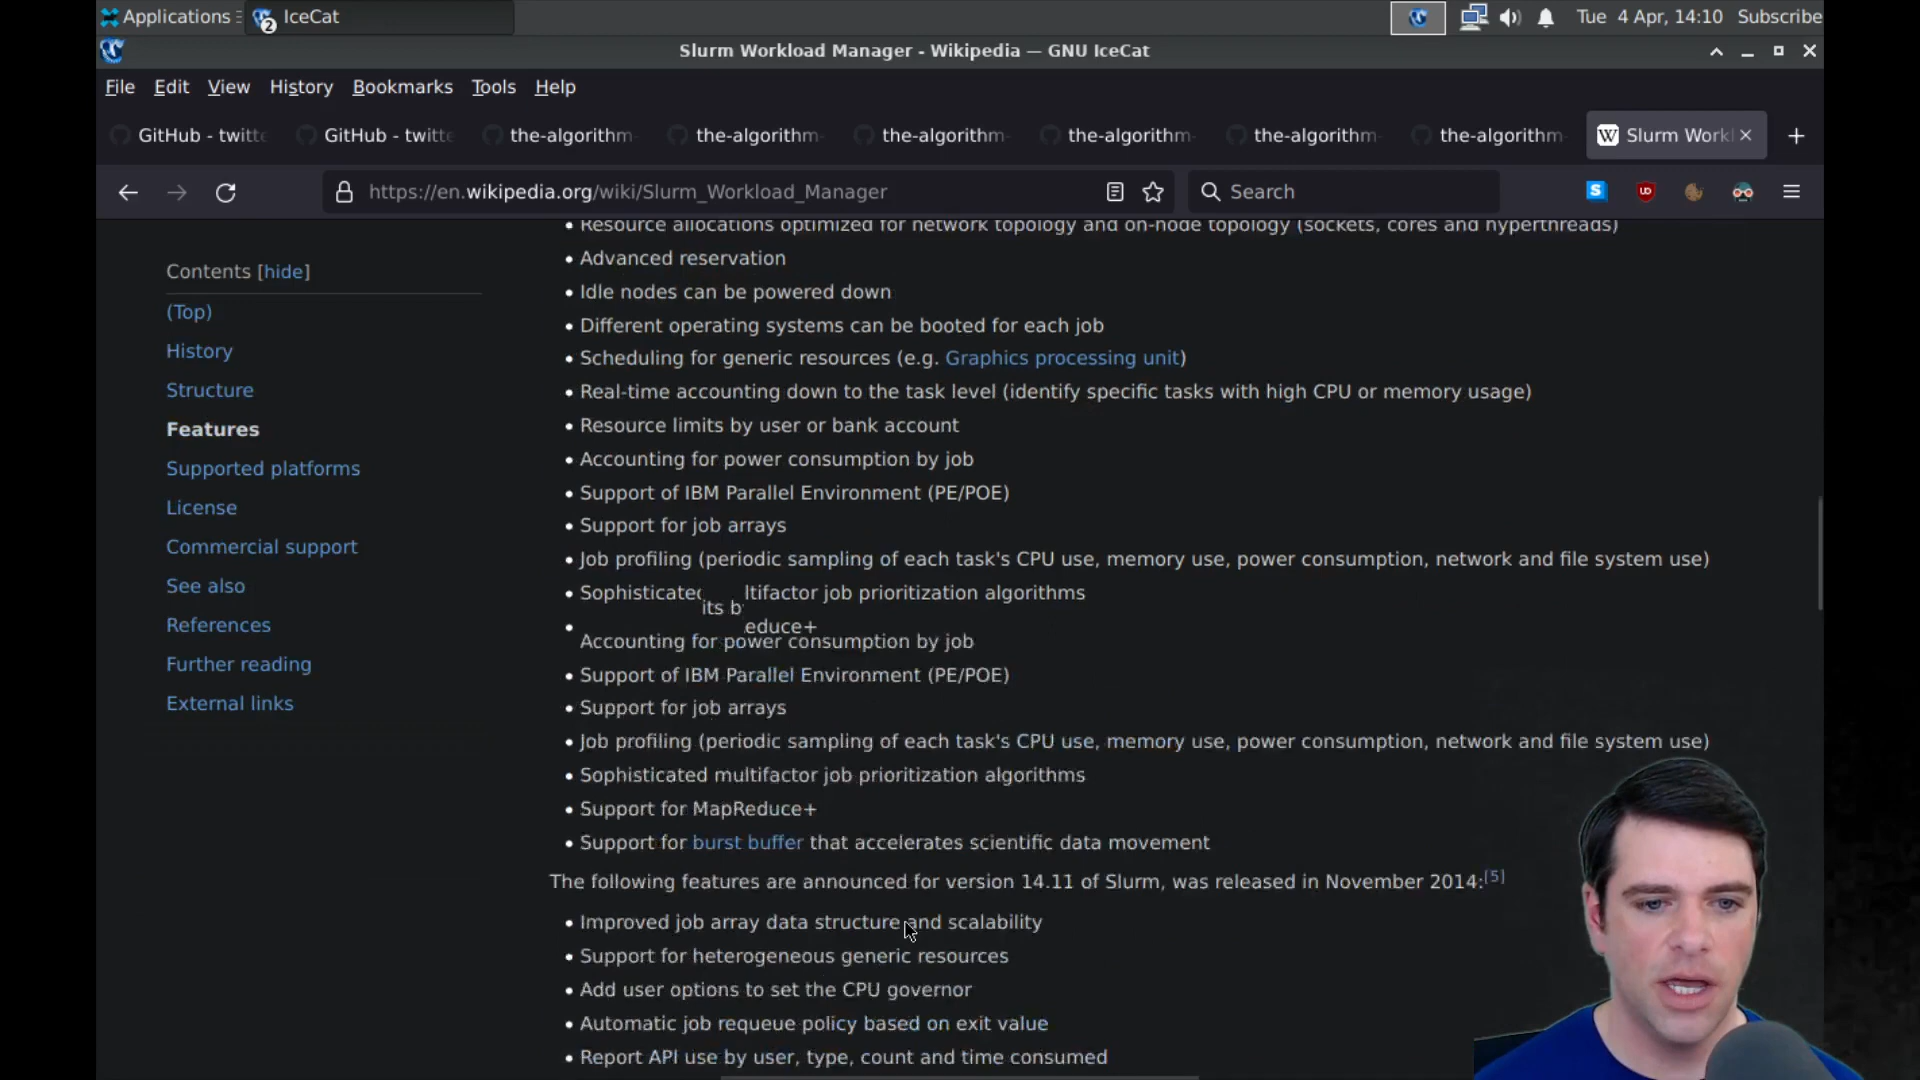 Applications
IceCat
2
Tue 4 Apr, 14:10
Subscribe
Slurm Workload Manager - Wikipedia — GNU IceCat
File Edit View History Bookmarks Tools Help
GitHub - twitte
GitHub - twitte
the-algorithm-
the-algorithm-
the-algorithm-
the-algorithm-
the-algorithm-
the-algorithm-
W Slurm Work
https://en.wikipedia.org/wiki/Slurm_Workload_Manager
Search
S
UD
Contents [hide]
(Top)
History
Structure
Features
Supported platforms
License
Commercial support
See also
References
Further reading
External links
• Resource allocations optimized for network topology and on-node topology (sockets, cores and hyperthreads)
• Advanced reservation
• Idle nodes can be powered down
• Different operating systems can be booted for each job
• Scheduling for generic resources (e.g. Graphics processing unit)
• Real-time accounting down to the task level (identify specific tasks with high CPU or memory usage)
• Resource limits by user or bank account
• Accounting for power consumption by job
• Support of IBM Parallel Environment (PE/POE)
• Support for job arrays
• Job profiling (periodic sampling of each task's CPU use, memory use, power consumption, network and file system use)
• Sophisticated ltifactor job prioritization algorithms
its b
• educe+
Accounting for power consumption by job
• Support of IBM Parallel Environment (PE/POE)
• Support for job arrays
• Job profiling (periodic sampling of each task's CPU use, memory use, power consumption, network and file system use)
• Sophisticated multifactor job prioritization algorithms
• Support for MapReduce+
• Support for burst buffer that accelerates scientific data movement
The following features are announced for version 14.11 of Slurm, was released in November 2014:[5]
• Improved job array data structure and scalability
• Support for heterogeneous generic resources
• Add user options to set the CPU governor
• Automatic job requeue policy based on exit value
• Report API use by user, type, count and time consumed